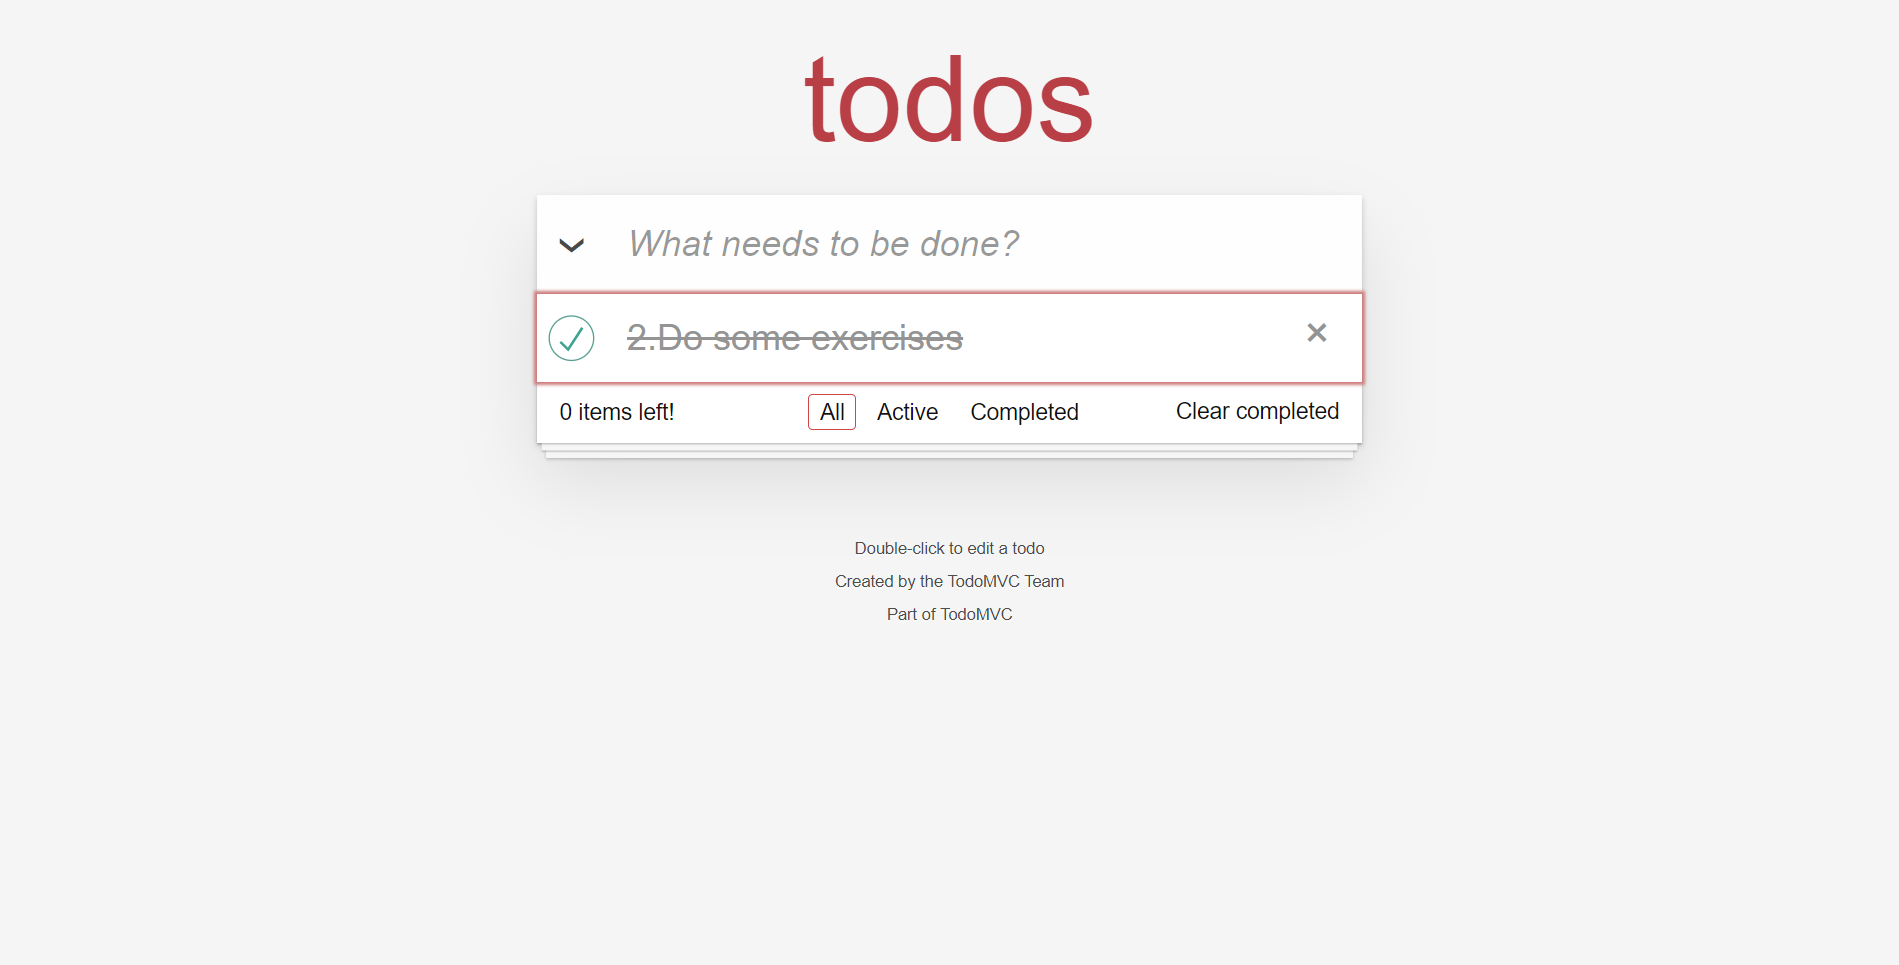 todos
What needs to be done?
2.Do some exercises
0 items left! All Active Completed Clear completed
Double-click to edit a todo
Created by the TodoMVC Team
Part of TodoMVC